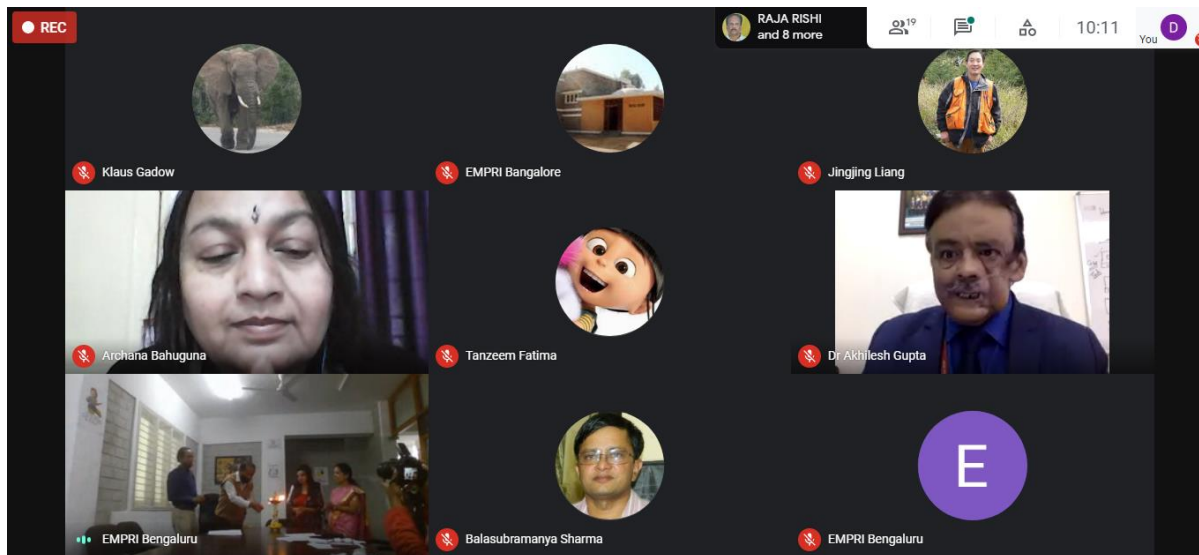 REC
RAJA RISHI
and 8 more
19
10:11
You
D
Klaus Gadow
EMPRI Bangalore
Jingjing Liang
Archana Bahuguna
Tanzeem Fatima
Dr Akhilesh Gupta
EMPRI Bengaluru
Balasubramanya Sharma
E
EMPRI Bengaluru